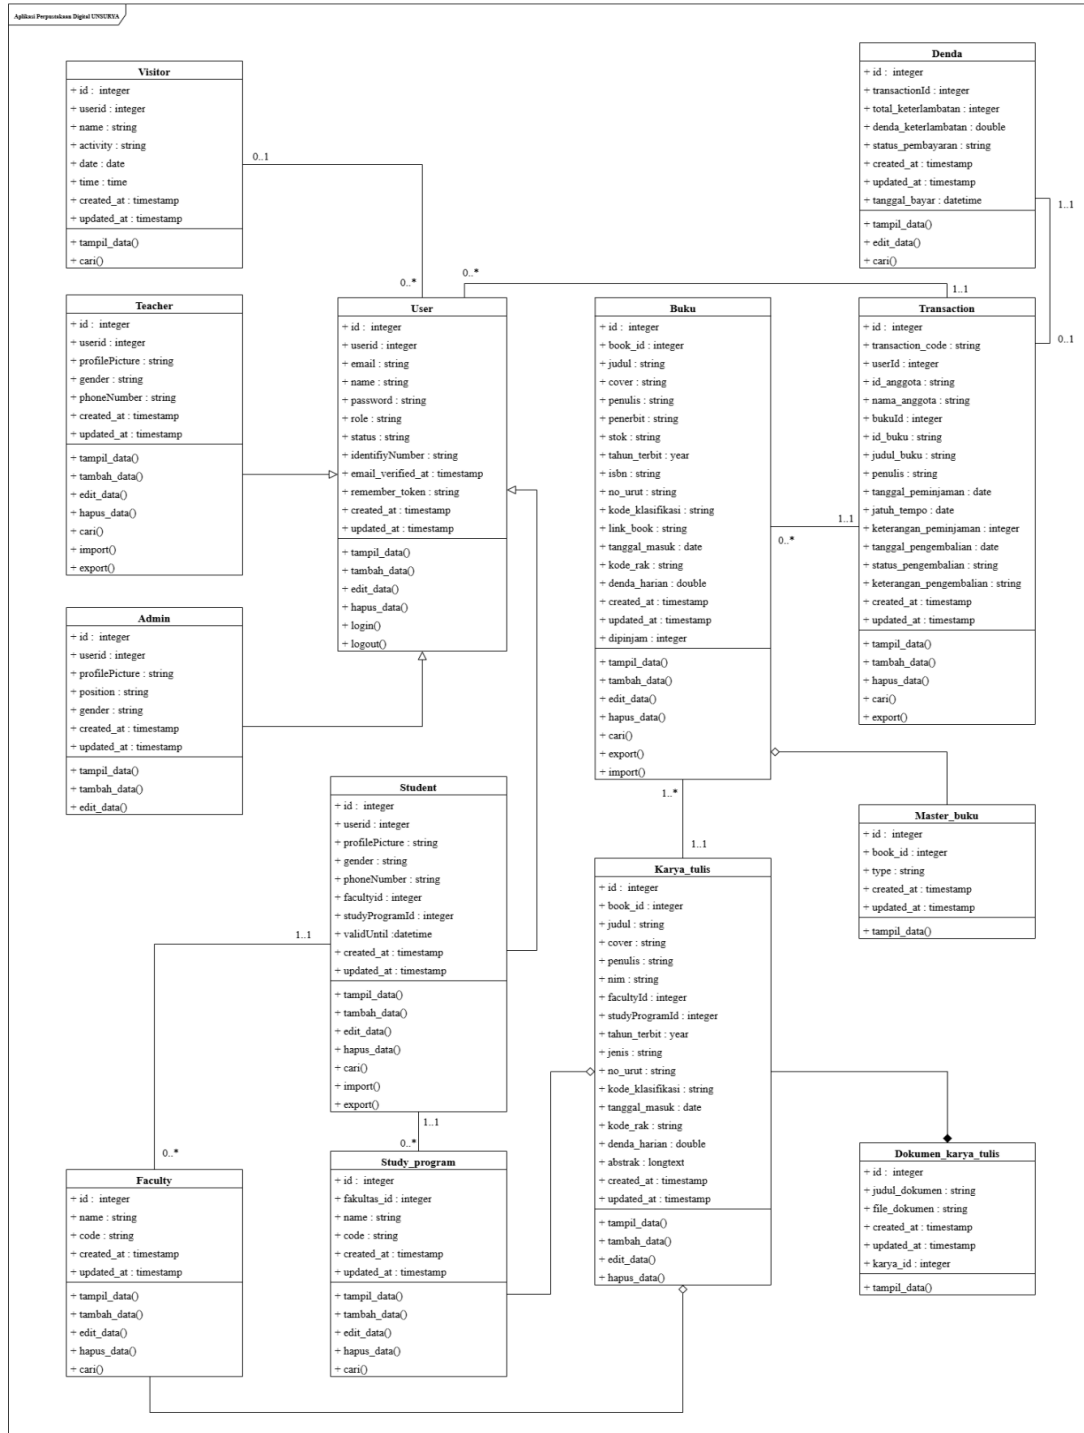 Aplikasi Perpustakaan Digital UNSURYA
Visitor
+ id : integer
+ userid : integer
+ name : string
+ activity : string
+ date : date
+ time : time
+ created_at : timestamp
+ updated_at : timestamp
+ tampil_data()
+ cari()
0..1
0..*
Denda
+ id : integer
+ transactionId : integer
+ total_keterlambatan : integer
+ denda_keterlambatan : double
+ status_pembayaran : string
+ created_at : timestamp
+ updated_at : timestamp
+ tanggal_bayar : datetime
+ tampil_data()
+ edit_data()
+ cari()
1..1
0..1
0..*
1..1
Teacher
+ id : integer
+ userid : integer
+ profilePicture : string
+ gender : string
+ phoneNumber : string
+ created_at : timestamp
+ updated_at : timestamp
+ tampil_data()
+ tambah_data()
+ edit_data()
+ hapus_data()
+ cari()
+ import()
+ export()
User
+ id : integer
+ userid : integer
+ email : string
+ name : string
+ password : string
+ role : string
+ status : string
+ identifiyNumber : string
+ email_verified_at : timestamp
+ remember_token : string
+ created_at : timestamp
+ updated_at : timestamp
+ tampil_data()
+ tambah_data()
+ edit_data()
+ hapus_data()
+ login()
+ logout()
Buku
+ id : integer
+ book_id : integer
+ judul : string
+ cover : string
+ penulis : string
+ penerbit : string
+ stok : string
+ tahun_terbit : year
+ isbn : string
+ no_urut : string
+ kode_klasifikasi : string
+ link_book : string
+ tanggal_masuk : date
+ kode_rak : string
+ denda_harian : double
+ created_at : timestamp
+ updated_at : timestamp
+ dipinjam : integer
+ tampil_data()
+ tambah_data()
+ edit_data()
+ hapus_data()
+ cari()
+ export()
+ import()
1..1
0..*
Transaction
+ id : integer
+ transaction_code : string
+ userId : integer
+ id_anggota : string
+ nama_anggota : string
+ bukuId : integer
+ id_buku : string
+ judul_buku : string
+ penulis : string
+ tanggal_peminjaman : date
+ jatuh_tempo : date
+ keterangan_peminjaman : integer
+ tanggal_pengembalian : date
+ status_pengembalian : string
+ keterangan_pengembalian : string
+ created_at : timestamp
+ updated_at : timestamp
+ tampil_data()
+ tambah_data()
+ hapus_data()
+ cari()
+ export()
Admin
+ id : integer
+ userid : integer
+ profilePicture : string
+ position : string
+ gender : string
+ created_at : timestamp
+ updated_at : timestamp
+ tampil_data()
+ tambah_data()
+ edit_data()
Student
+ id : integer
+ userid : integer
+ profilePicture : string
+ gender : string
+ phoneNumber : string
+ facultyid : integer
+ studyProgramId : integer
+ validUntil :datetime
+ created_at : timestamp
+ updated_at : timestamp
+ tampil_data()
+ tambah_data()
+ edit_data()
+ hapus_data()
+ cari()
+ import()
+ export()
1..*
1..1
Master_buku
+ id : integer
+ book_id : integer
+ type : string
+ created_at : timestamp
+ updated_at : timestamp
+ tampil_data()
Karya_tulis
+ id : integer
+ book_id : integer
+ judul : string
+ cover : string
+ penulis : string
+ nim : string
+ facultyId : integer
+ studyProgramId : integer
+ tahun_terbit : year
+ jenis : string
+ no_urut : string
+ kode_klasifikasi : string
+ tanggal_masuk : date
+ kode_rak : string
+ denda_harian : double
+ abstrak : longtext
+ created_at : timestamp
+ updated_at : timestamp
+ tampil_data()
+ tambah_data()
+ edit_data()
+ hapus_data()
1..1
0..*
1..1
0..*
Faculty
+ id : integer
+ name : string
+ code : string
+ created_at : timestamp
+ updated_at : timestamp
+ tampil_data()
+ tambah_data()
+ edit_data()
+ hapus_data()
+ cari()
Study_program
+ id : integer
+ fakultas_id : integer
+ name : string
+ code : string
+ created_at : timestamp
+ updated_at : timestamp
+ tampil_data()
+ tambah_data()
+ edit_data()
+ hapus_data()
+ cari()
Dokumen_karya_tulis
+ id : integer
+ judul_dokumen : string
+ file_dokumen : string
+ created_at : timestamp
+ updated_at : timestamp
+ karya_id : integer
+ tampil_data()